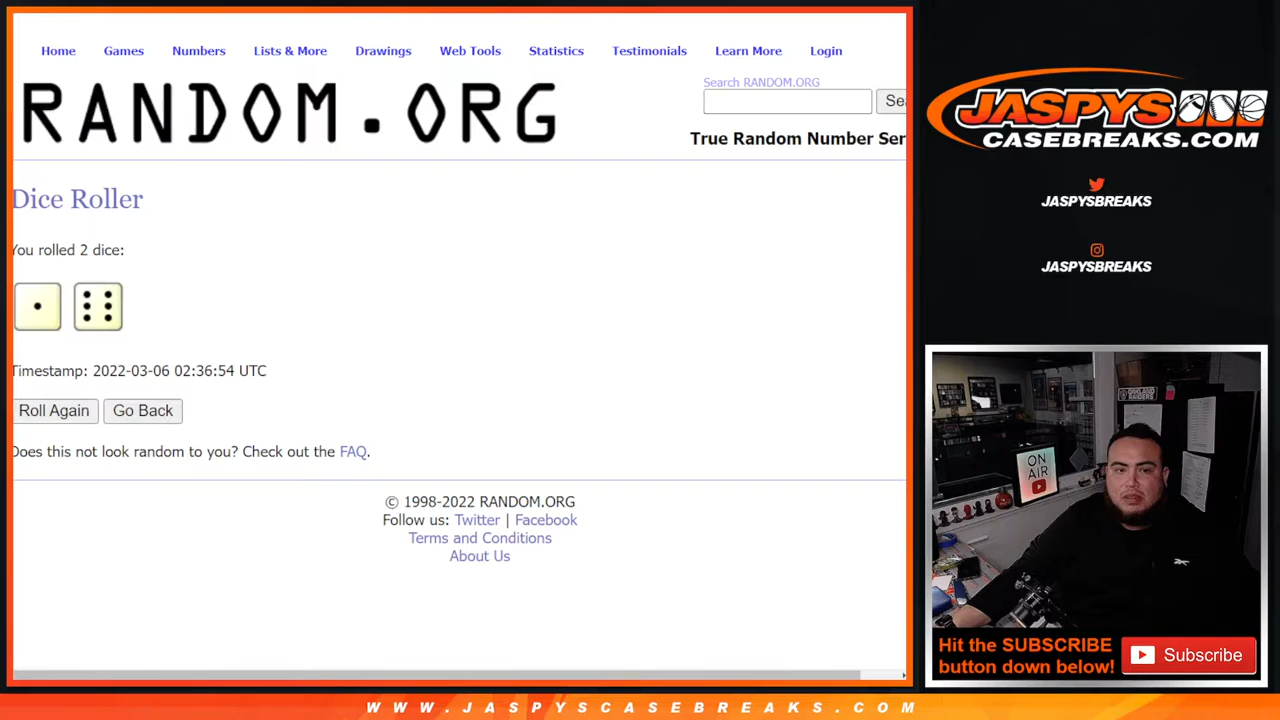 Home Games Numbers Lists & More Drawings Web Tools Statistics Testimonials Learn More Login
RANDOM.ORG
Search RANDOM.ORG
Sea
True Random Number Ser
Dice Roller
You rolled 2 dice:
Timestamp: 2022-03-06 02:36:54 UTC
Roll Again Go Back
Does this not look random to you? Check out the FAQ.
© 1998-2022 RANDOM.ORG
Follow us: Twitter | Facebook
Terms and Conditions
About Us
JASPYS
CASEBREAKS.COM
JASPYSBREAKS
JASPYSBREAKS
OAKLAND
RAIDERS
ON
AIR
Hit the SUBSCRIBE
button down below!
Subscribe
WWW.JASPYSCASEBREAKS.COM